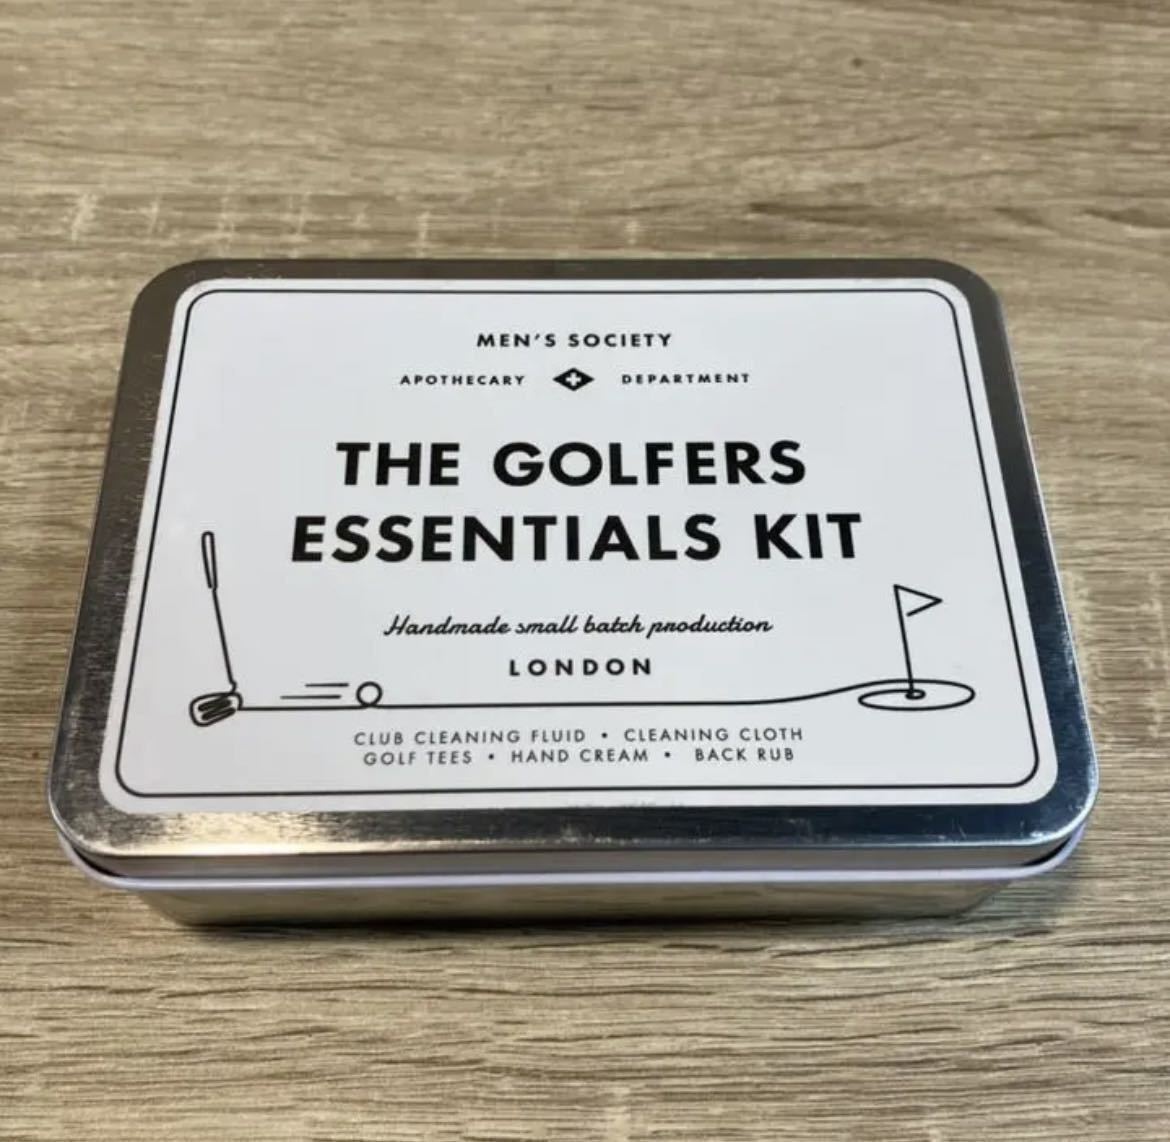 MEN'S SOCIETY
APOTHECARY DEPARTMENT
THE GOLFERS
ESSENTIALS KIT
Handmade small batch production
LONDON
CLUB CLEANING FLUID • CLEANING CLOTH
GOLF TEES • HAND CREAM • BACK RUB